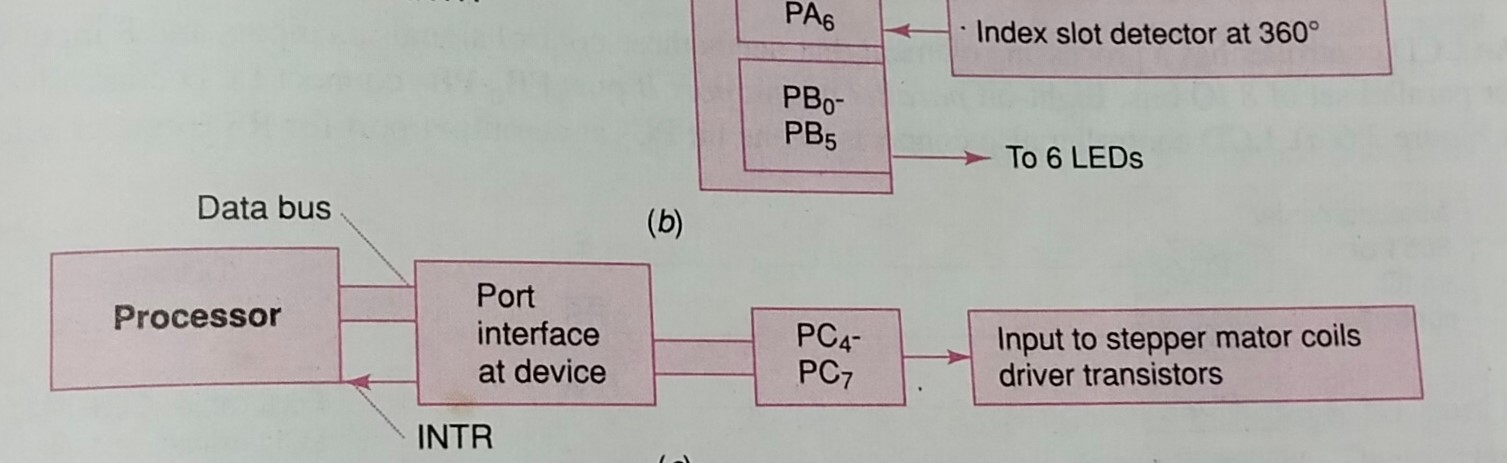 PA6
Index slot detector at 360°
PB0-
PB5
To 6 LEDs
Data bus
(b)
Processor
Port
interface
at device
PC4-
PC7
Input to stepper mator coils
driver transistors
INTR